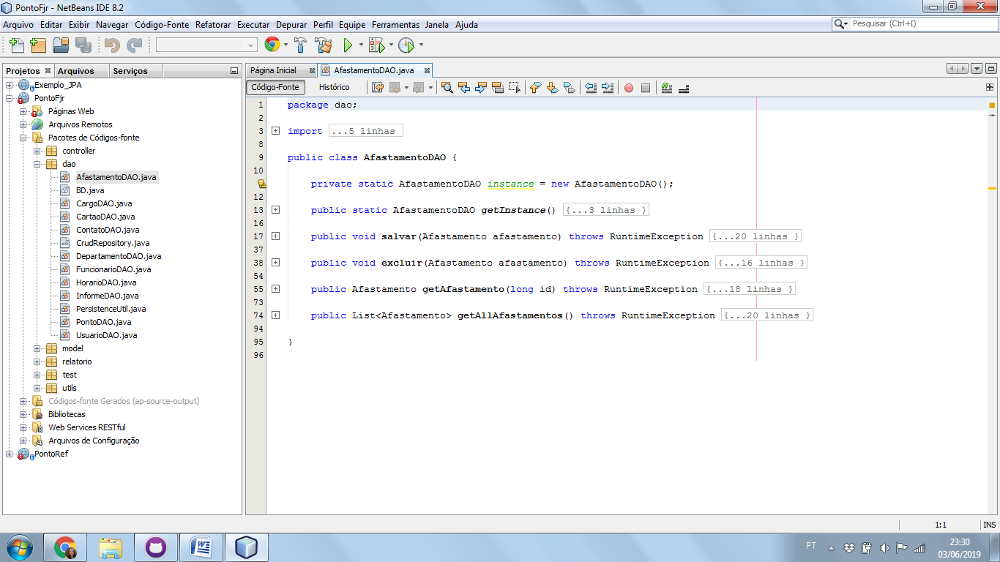 PontoFjr - NetBeans IDE 8.2
Arquivo Editar Exibir Navegar Código-Fonte Refatorar Executar Depurar Perfil Equipe Ferramentas Janela Ajuda
Pesquisar (Ctrl+I)
Projetos Arquivos Serviços
Exemplo_JPA
PontoFjr
Páginas Web
Arquivos Remotos
Pacotes de Códigos-fonte
controller
dao
AfastamentoDAO.java
BD.java
CargoDAO.java
CartaoDAO.java
ContatoDAO.java
CrudRepository.java
DepartamentoDAO.java
FuncionarioDAO.java
HorarioDAO.java
InformeDAO.java
PersistenceUtil.java
PontoDAO.java
UsuarioDAO.java
model
relatorio
test
utils
Códigos-fonte Gerados (ap-source-output)
Bibliotecas
Web Services RESTful
Arquivos de Configuração
PontoRef
Página Inicial AfastamentoDAO.java
Código-Fonte Histórico
1 package dao;
2
3 import ...5 linhas
8
9 public class AfastamentoDAO {
10
private static AfastamentoDAO instance = new AfastamentoDAO();
12
13 public static AfastamentoDAO getInstance() {...3 linhas }
16
17 public void salvar(Afastamento afastamento) throws RuntimeException {...20 linhas }
37
38 public void excluir(Afastamento afastamento) throws RuntimeException {...16 linhas }
54
55 public Afastamento getAfastamento(long id) throws RuntimeException {...18 linhas }
73
74 public List<Afastamento> getAllAfastamentos() throws RuntimeException {...20 linhas }
94
95 }
96
1:1 INS
PT
23:30
03/06/2019